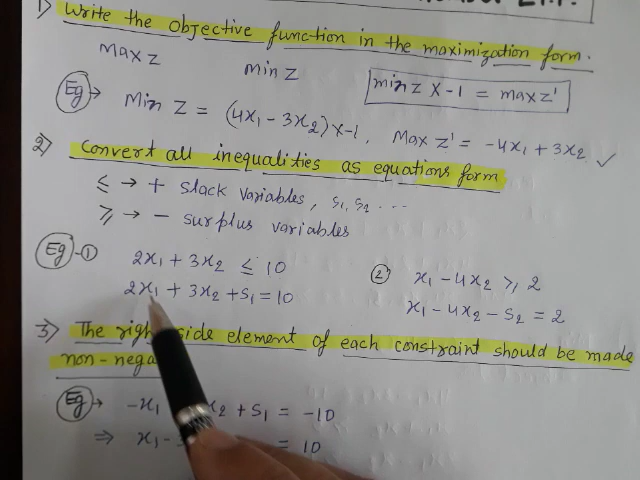 1) Write the objective function in the maximization form.
Max Z Min Z min Z X -1 = max Z'
Eg → Min Z = (4x₁ - 3x₂) x -1, Max Z' = -4x₁ + 3x₂ ✓
2) Convert all inequalities as equations form
≤ → + slack variables, s₁, s₂ ...
≥ → - surplus variables
Eg -① 2x₁ + 3x₂ ≤ 10 ② x₁ - 4x₂ ≥ 2
2x₁ + 3x₂ + s₁ = 10 x₁ - 4x₂ - s₂ = 2
3) The side element of each constraint should be made
Eg → -x₁ x₂ + s₁ = -10
⇒ x₁ - = 10